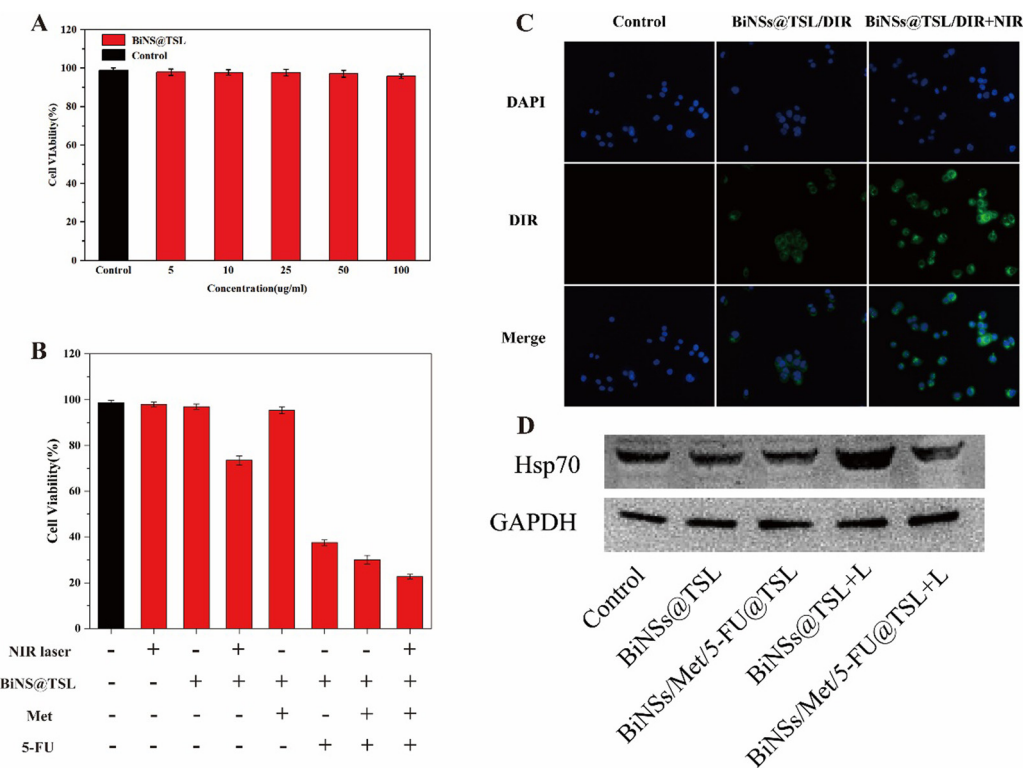 A
BiNS@TSL
Control
Cell VIAbility(%)
120
100
80
60
40
20
0
Control 5 10 25 50 100
Concentration(ug/ml)
B
Cell Viability(%)
120
100
80
60
40
20
0
NIR laser - + - + - - - +
BiNS@TSL - - + + + + + +
Met - - - - + - + +
5-FU - - - - - + + +
C
Control BiNSs@TSL/DIR BiNSs@TSL/DIR+NIR
DAPI
DIR
Merge
D
Hsp70
GAPDH
Control
BiNSs@TSL
BiNSs/Met/5-FU@TSL
BiNSs@TSL+L
BiNSs/Met/5-FU@TSL+L